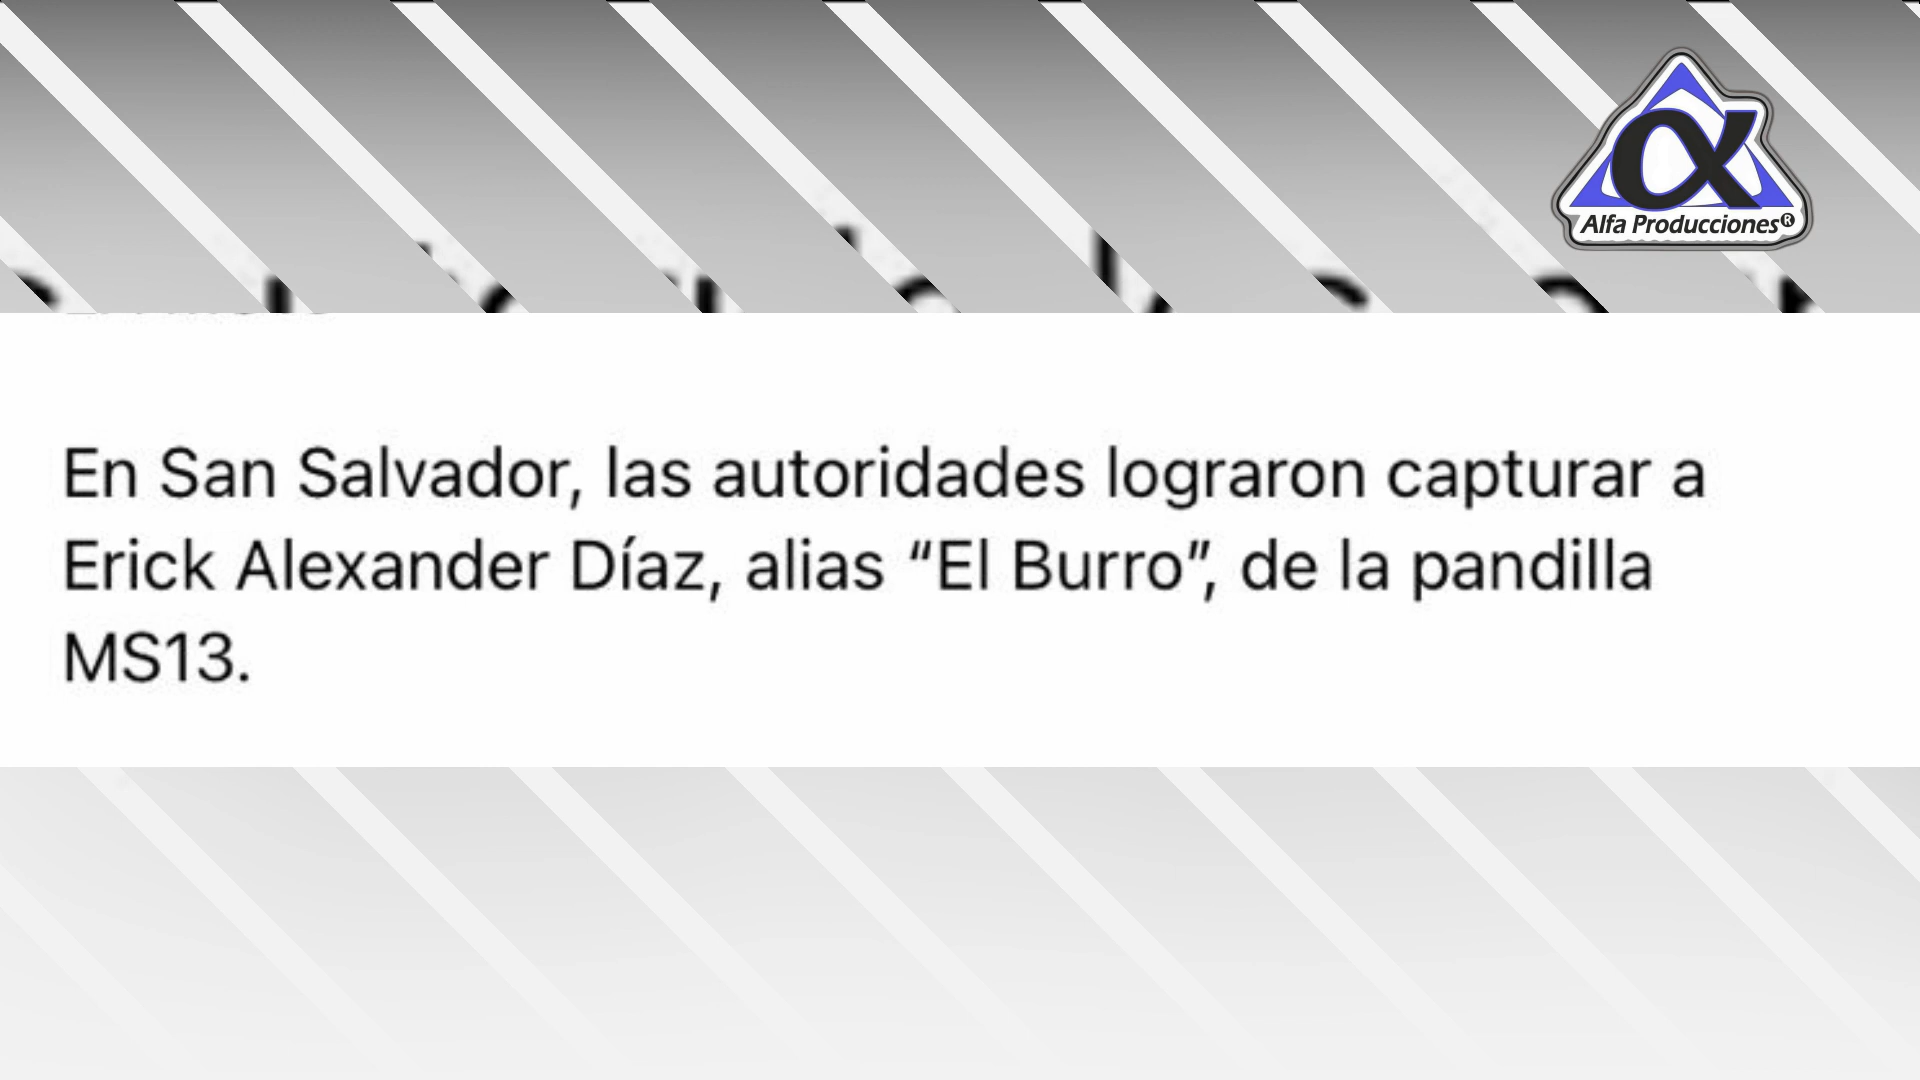 α
Alfa Producciones®
En San Salvador, las autoridades lograron capturar a
Erick Alexander Díaz, alias “El Burro”, de la pandilla
MS13.